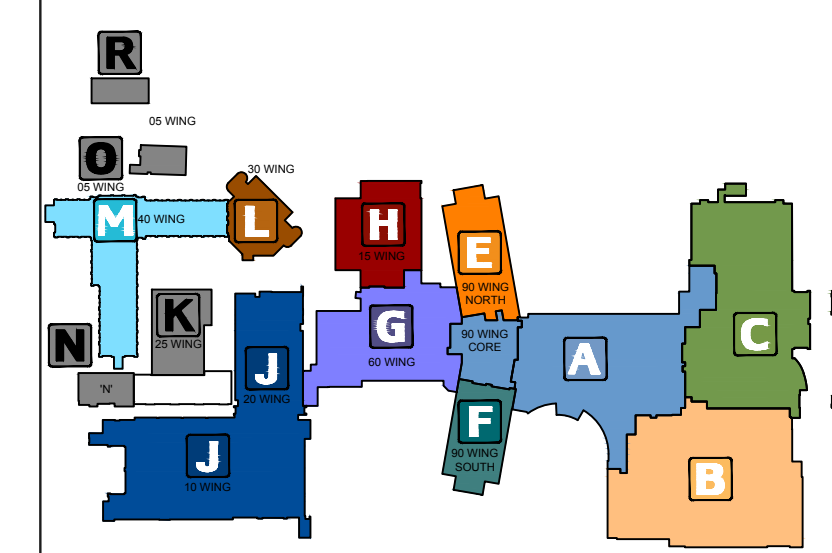 R
05 WING
O
05 WING
30 WING
M
40 WING
L
H
15 WING
E
90 WING
NORTH
K
25 WING
N
'N'
J
20 WING
G
60 WING
90 WING
CORE
A
C
F
90 WING
SOUTH
J
10 WING
B